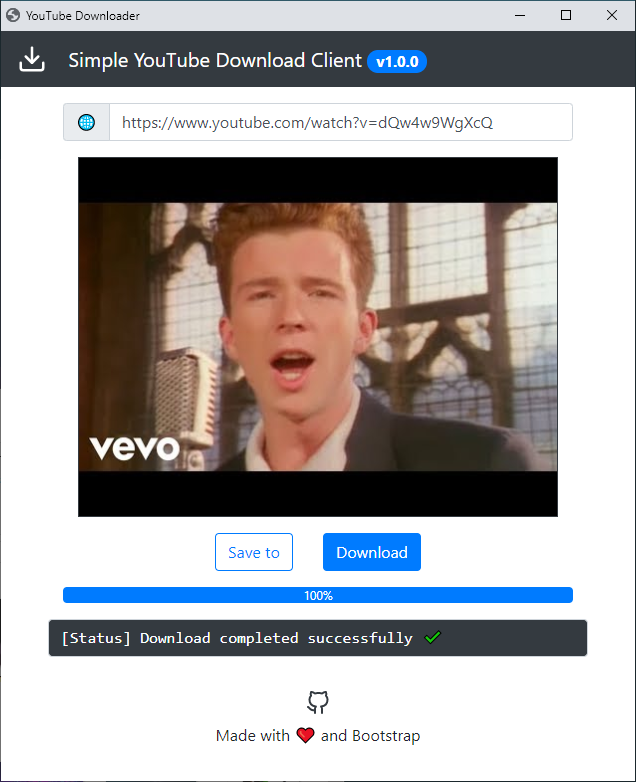 YouTube Downloader
Simple YouTube Download Client v1.0.0
https://www.youtube.com/watch?v=dQw4w9WgXcQ
vevo
Save to
Download
100%
[Status] Download completed successfully ✔
Made with ❤ and Bootstrap